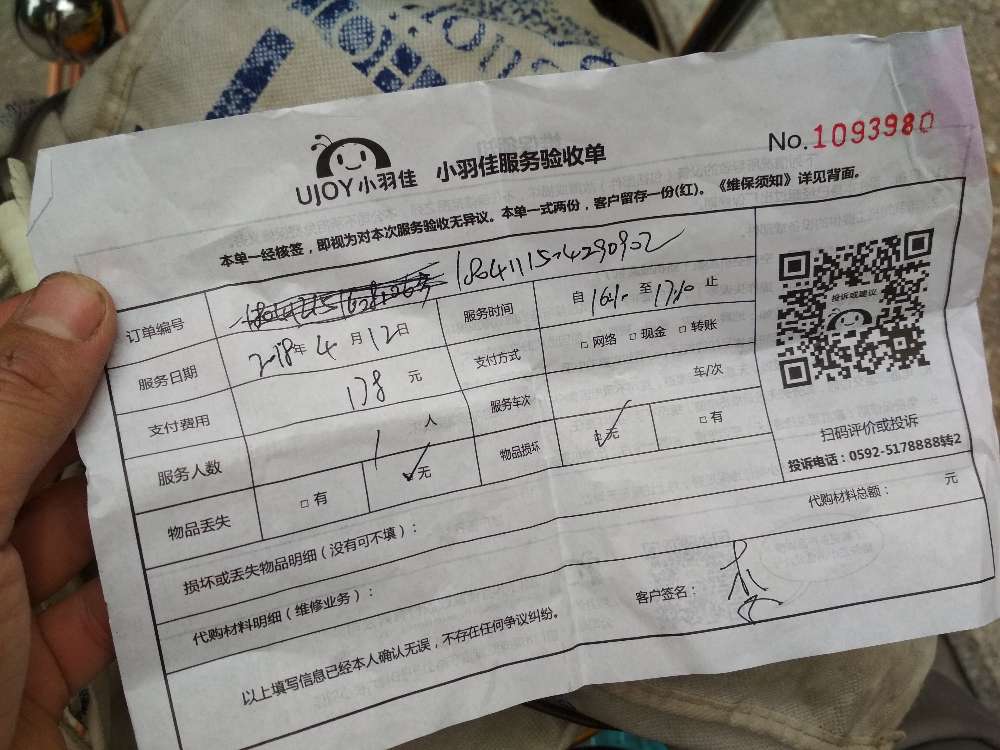 UJOY小羽佳 小羽佳服务验收单 No.1093980
本单一经核签，即视为对本次服务验收无异议。本单一式两份，客户留存一份(红)。《维保须知》详见背面。
订单编号 180411154290902
服务日期 2018年4月12日 服务时间 自 至 止
支付费用 178元 支付方式 □网络 □现金 □转账
服务人数 1人 服务车次 车/次
物品丢失 □有 □无 物品损坏 □无 □有
投诉或建议
扫码评价或投诉
投诉电话：0592-5178888转2
损坏或丢失物品明细（没有可不填）：
代购材料总额： 元
代购材料明细（维修业务）：
客户签名：
以上填写信息已经本人确认无误，不存在任何争议纠纷。